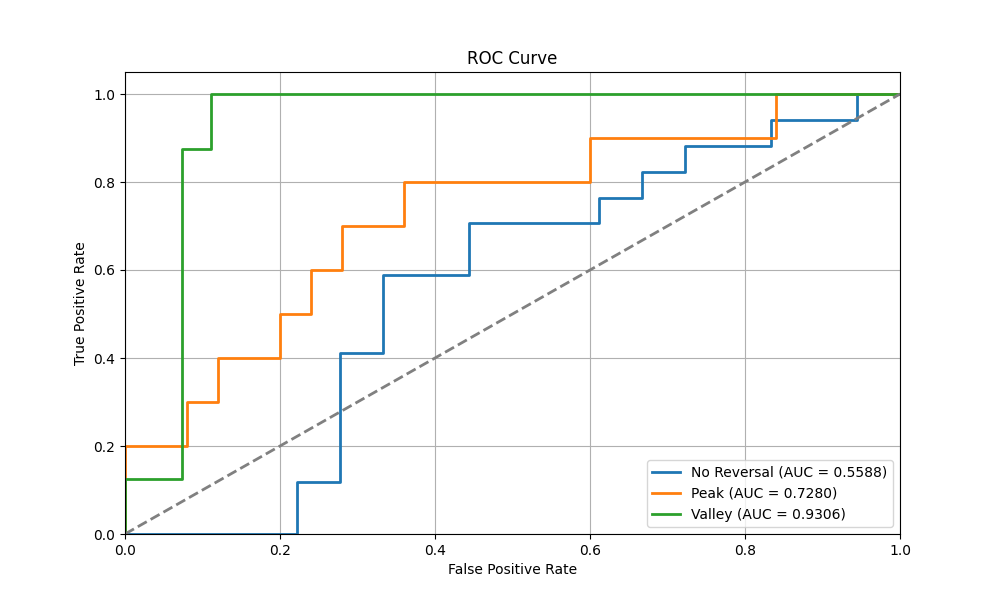 ROC Curve
True Positive Rate
1.0
0.8
0.6
0.4
0.2
0.0
No Reversal (AUC = 0.5588)
Peak (AUC = 0.7280)
Valley (AUC = 0.9306)
0.0 0.2 0.4 0.6 0.8 1.0
False Positive Rate